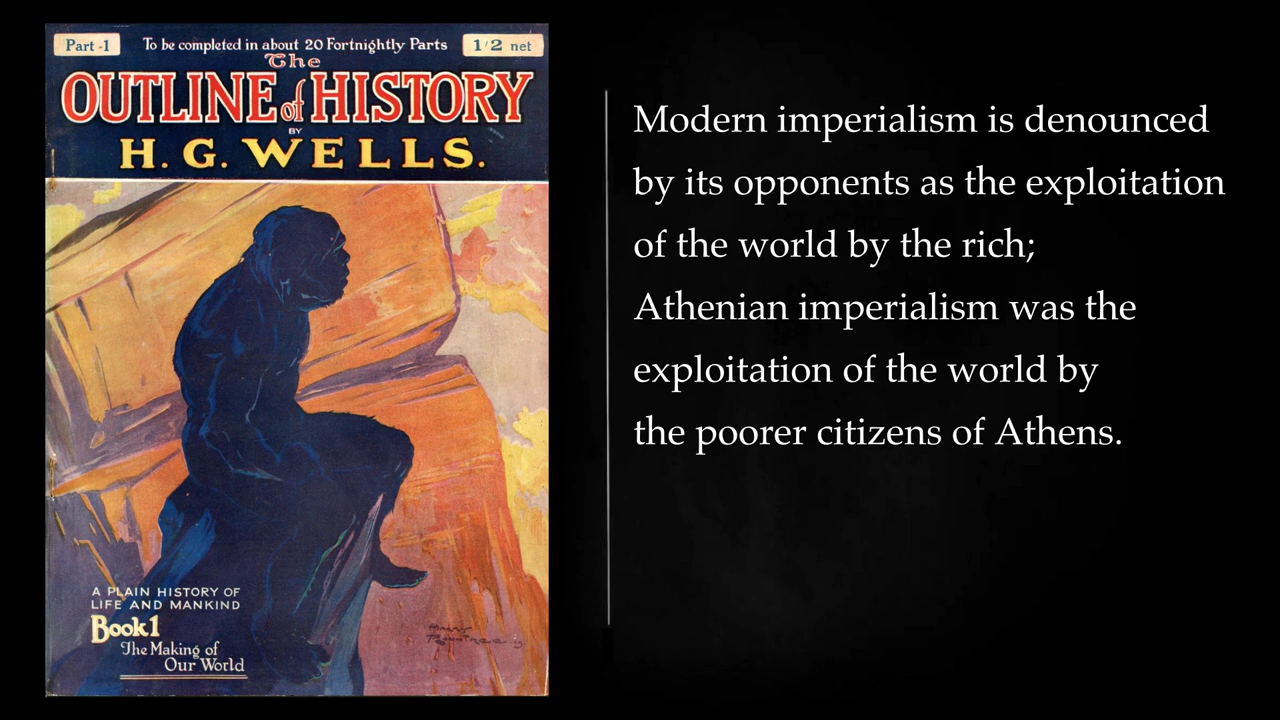 Part -1
To be completed in about 20 Fortnightly Parts
1/2 net
The
OUTLINE of HISTORY
BY
H. G. WELLS.
A PLAIN HISTORY OF
LIFE AND MANKIND
Book 1
The Making of
Our World
Modern imperialism is denounced
by its opponents as the exploitation
of the world by the rich;
Athenian imperialism was the
exploitation of the world by
the poorer citizens of Athens.